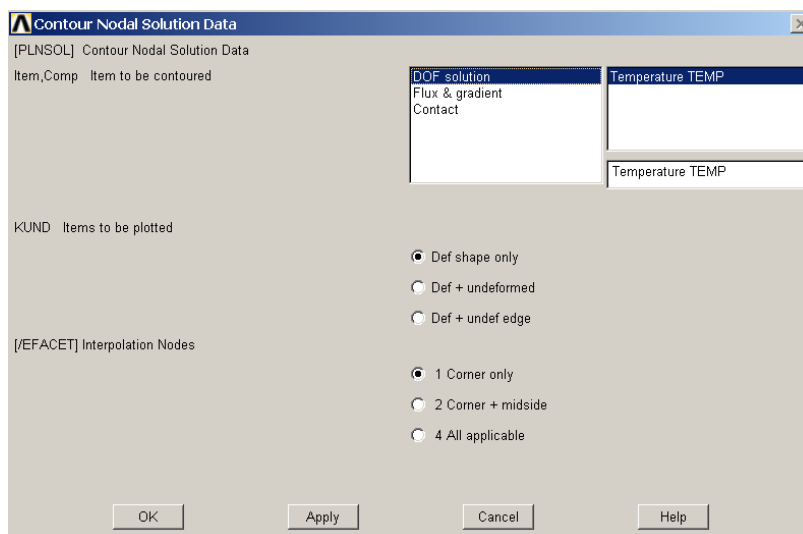 Contour Nodal Solution Data
[PLNSOL] Contour Nodal Solution Data
Item,Comp Item to be contoured
DOF solution
Flux & gradient
Contact
Temperature TEMP
Temperature TEMP
KUND Items to be plotted
Def shape only
Def + undeformed
Def + undef edge
[/EFACET] Interpolation Nodes
1 Corner only
2 Corner + midside
4 All applicable
OK Apply Cancel Help